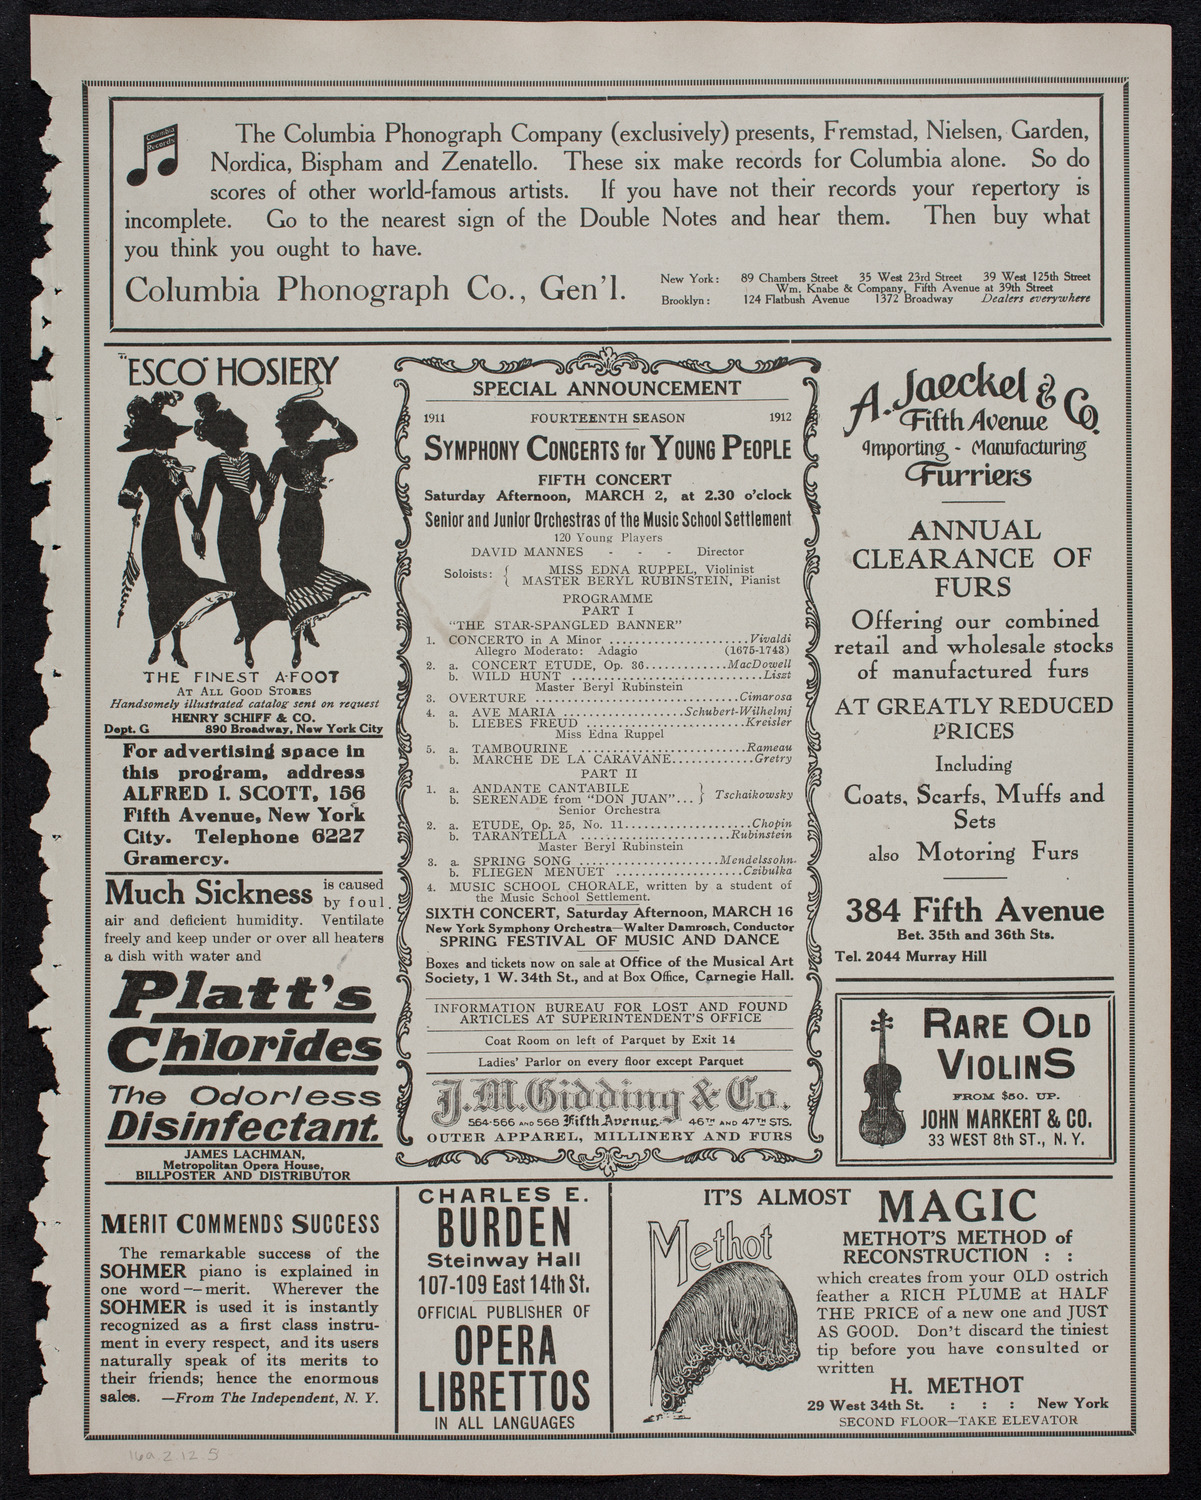 Columbia
Records
The Columbia Phonograph Company (exclusively) presents, Fremstad, Nielsen, Garden,
Nordica, Bispham and Zenatello. These six make records for Columbia alone. So do
scores of other world-famous artists. If you have not their records your repertory is
incomplete. Go to the nearest sign of the Double Notes and hear them. Then buy what
you think you ought to have.
Columbia Phonograph Co., Gen'l.
New York: 89 Chambers Street 35 West 23rd Street 39 West 125th Street
Wm. Knabe & Company, Fifth Avenue at 39th Street
Brooklyn: 124 Flatbush Avenue 1372 Broadway Dealers everywhere
"ESCO" HOSIERY
THE FINEST A-FOOT
AT ALL GOOD STORES
Handsomely illustrated catalog sent on request
HENRY SCHIFF & CO.
Dept. G 890 Broadway, New York City
For advertising space in
this program, address
ALFRED I. SCOTT, 156
Fifth Avenue, New York
City. Telephone 6227
Gramercy.
Much Sickness is caused
by foul
air and deficient humidity. Ventilate
freely and keep under or over all heaters
a dish with water and
Platt's
Chlorides
The Odorless
Disinfectant.
JAMES LACHMAN,
Metropolitan Opera House,
BILLPOSTER AND DISTRIBUTOR
SPECIAL ANNOUNCEMENT
1911 FOURTEENTH SEASON 1912
SYMPHONY CONCERTS for YOUNG PEOPLE
FIFTH CONCERT
Saturday Afternoon, MARCH 2, at 2.30 o'clock
Senior and Junior Orchestras of the Music School Settlement
120 Young Players
DAVID MANNES - - - Director
Soloists: { MISS EDNA RUPPEL, Violinist
{ MASTER BERYL RUBINSTEIN, Pianist
PROGRAMME
PART I
"THE STAR-SPANGLED BANNER"
1. CONCERTO in A Minor ......................Vivaldi
Allegro Moderato: Adagio (1675-1743)
2. a. CONCERT ETUDE, Op. 36............MacDowell
b. WILD HUNT ............................Liszt
Master Beryl Rubinstein
3. OVERTURE ..............................Cimarosa
4. a. AVE MARIA ..................Schubert-Wilhelmj
b. LIEBES FREUD .........................Kreisler
Miss Edna Ruppel
5. a. TAMBOURINE .........................Rameau
b. MARCHE DE LA CARAVANE............Gretry
PART II
1. a. ANDANTE CANTABILE }
b. SERENADE from "DON JUAN"... } Tschaikowsky
Senior Orchestra
2. a. ETUDE, Op. 25, No. 11...................Chopin
b. TARANTELLA .......................Rubinstein
Master Beryl Rubinstein
3. a. SPRING SONG .....................Mendelssohn
b. FLIEGEN MENUET ....................Czibulka
4. MUSIC SCHOOL CHORALE, written by a student of
the Music School Settlement.
SIXTH CONCERT, Saturday Afternoon, MARCH 16
New York Symphony Orchestra—Walter Damrosch, Conductor
SPRING FESTIVAL OF MUSIC AND DANCE
Boxes and tickets now on sale at Office of the Musical Art
Society, 1 W. 34th St., and at Box Office, Carnegie Hall.
INFORMATION BUREAU FOR LOST AND FOUND
ARTICLES AT SUPERINTENDENT'S OFFICE
Coat Room on left of Parquet by Exit 14
Ladies' Parlor on every floor except Parquet
J.M. Gidding & Co.
564-566 AND 568 Fifth Avenue. 46TH AND 47TH STS.
OUTER APPAREL, MILLINERY AND FURS
A. Jaeckel & Co.
Fifth Avenue
Importing - Manufacturing
Furriers
ANNUAL
CLEARANCE OF
FURS
Offering our combined
retail and wholesale stocks
of manufactured furs
AT GREATLY REDUCED
PRICES
Including
Coats, Scarfs, Muffs and
Sets
also Motoring Furs
384 Fifth Avenue
Bet. 35th and 36th Sts.
Tel. 2044 Murray Hill
RARE OLD
VIOLINS
FROM $50. UP.
JOHN MARKERT & CO.
33 WEST 8th ST., N. Y.
MERIT COMMENDS SUCCESS
The remarkable success of the
SOHMER piano is explained in
one word—merit. Wherever the
SOHMER is used it is instantly
recognized as a first class instru-
ment in every respect, and its users
naturally speak of its merits to
their friends; hence the enormous
sales. —From The Independent, N. Y.
CHARLES E.
BURDEN
Steinway Hall
107-109 East 14th St.
OFFICIAL PUBLISHER OF
OPERA
LIBRETTOS
IN ALL LANGUAGES
IT'S ALMOST MAGIC
Methot
METHOT'S METHOD of
RECONSTRUCTION : :
which creates from your OLD ostrich
feather a RICH PLUME at HALF
THE PRICE of a new one and JUST
AS GOOD. Don't discard the tiniest
tip before you have consulted or
written
H. METHOT
29 West 34th St. : : : New York
SECOND FLOOR—TAKE ELEVATOR
16a.2.12.5